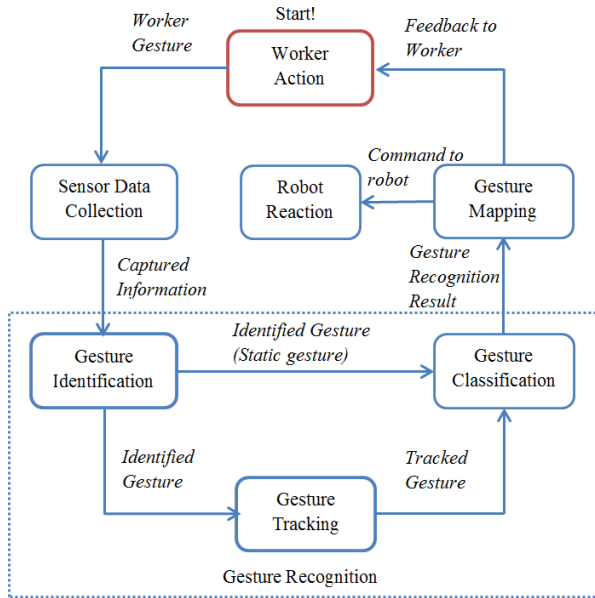 Start!
Worker
Gesture
Worker
Action
Feedback to
Worker
Sensor Data
Collection
Robot
Reaction
Command to
robot
Gesture
Mapping
Captured
Information
Gesture
Recognition
Result
Gesture
Identification
Identified Gesture
(Static gesture)
Gesture
Classification
Identified
Gesture
Gesture
Tracking
Tracked
Gesture
Gesture Recognition